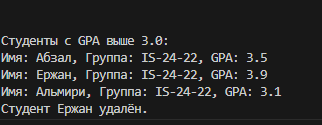 Студенты с GPA выше 3.0:
Имя: Абзал, Группа: IS-24-22, GPA: 3.5
Имя: Ержан, Группа: IS-24-22, GPA: 3.9
Имя: Альмири, Группа: IS-24-22, GPA: 3.1
Студент Ержан удалён.